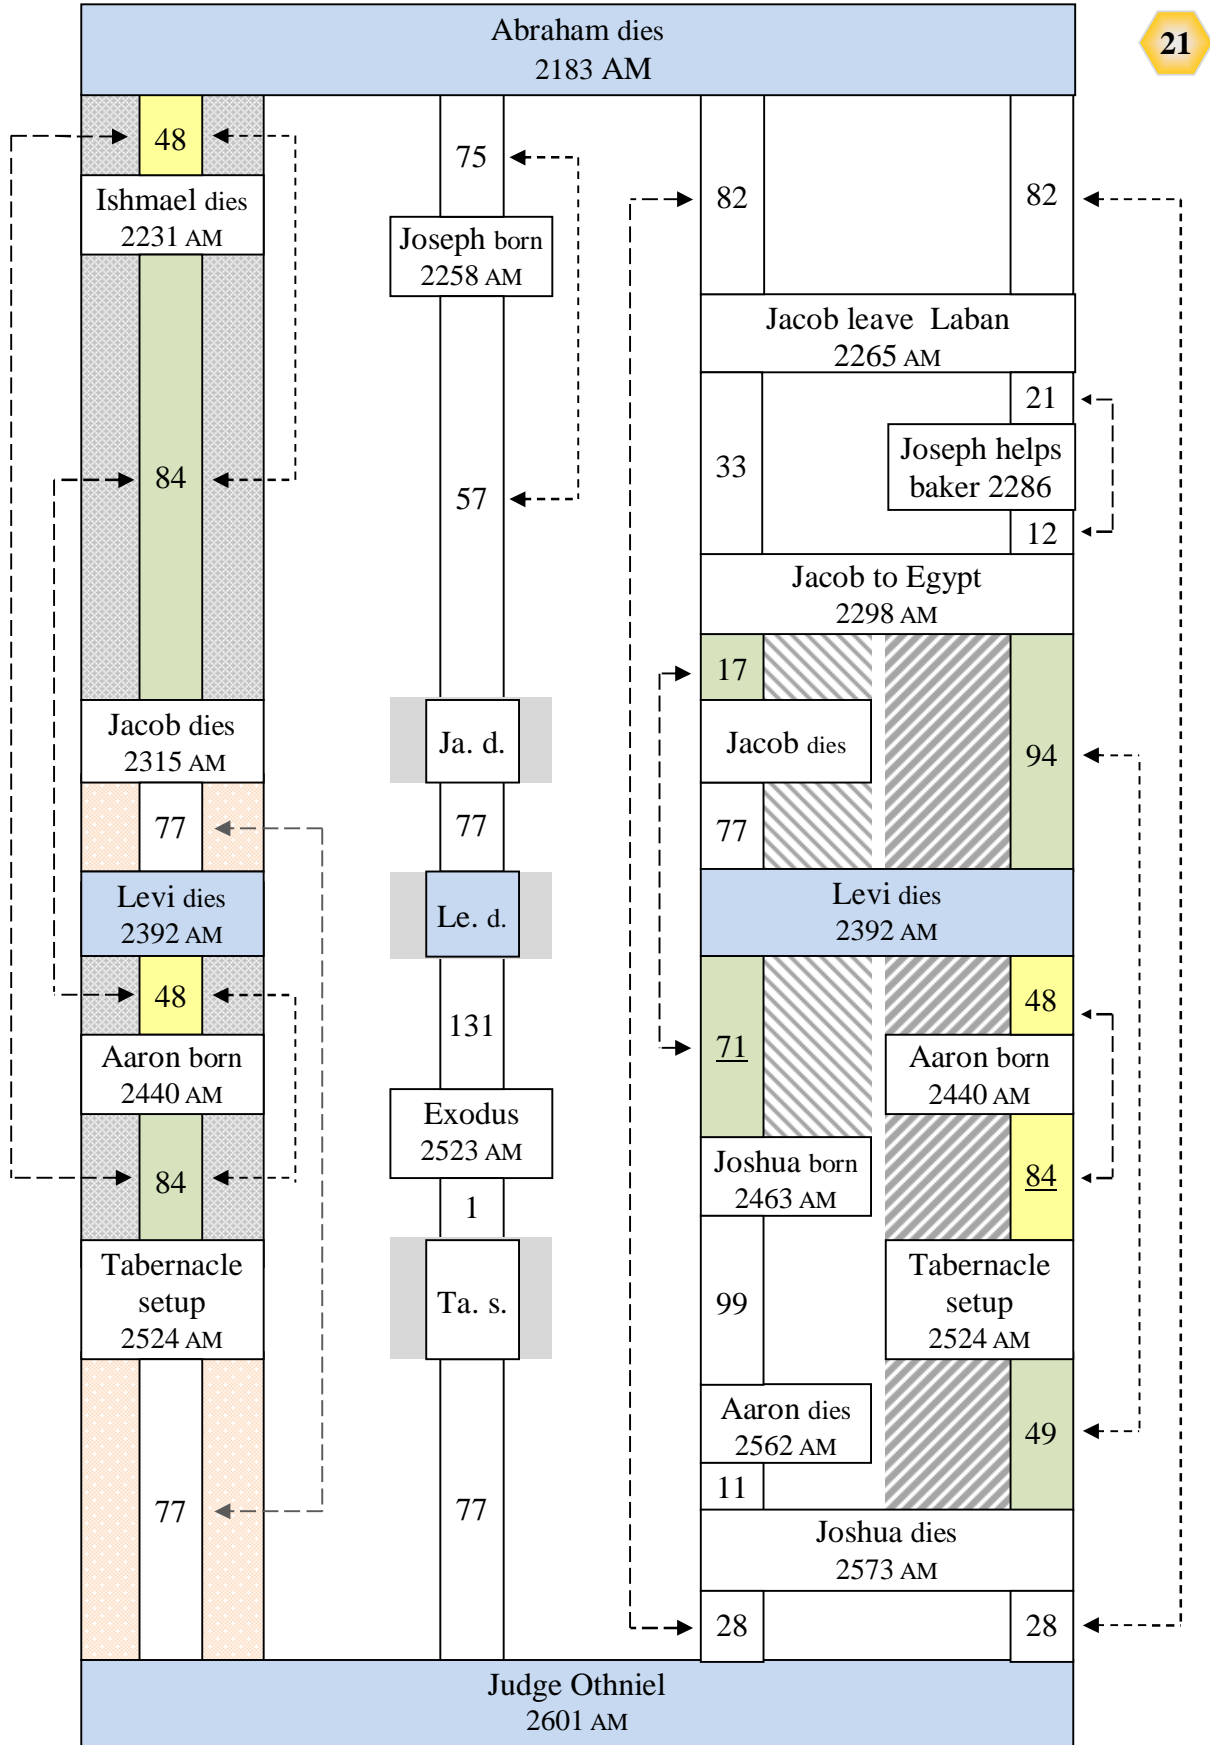 Abraham dies
2183 AM
21
48
75
82
82
Ishmael dies
2231 AM
Joseph born
2258 AM
Jacob leave Laban
2265 AM
21
84
57
33
Joseph helps
baker 2286
12
Jacob to Egypt
2298 AM
17
94
Jacob dies
2315 AM
Ja. d.
Jacob dies
77
77
77
Levi dies
2392 AM
Le. d.
Levi dies
2392 AM
48
131
71
48
Aaron born
2440 AM
Aaron born
2440 AM
Exodus
2523 AM
Joshua born
2463 AM
84
1
84
Tabernacle
setup
2524 AM
Ta. s.
99
Tabernacle
setup
2524 AM
Aaron dies
2562 AM
49
77
77
11
Joshua dies
2573 AM
28
28
Judge Othniel
2601 AM